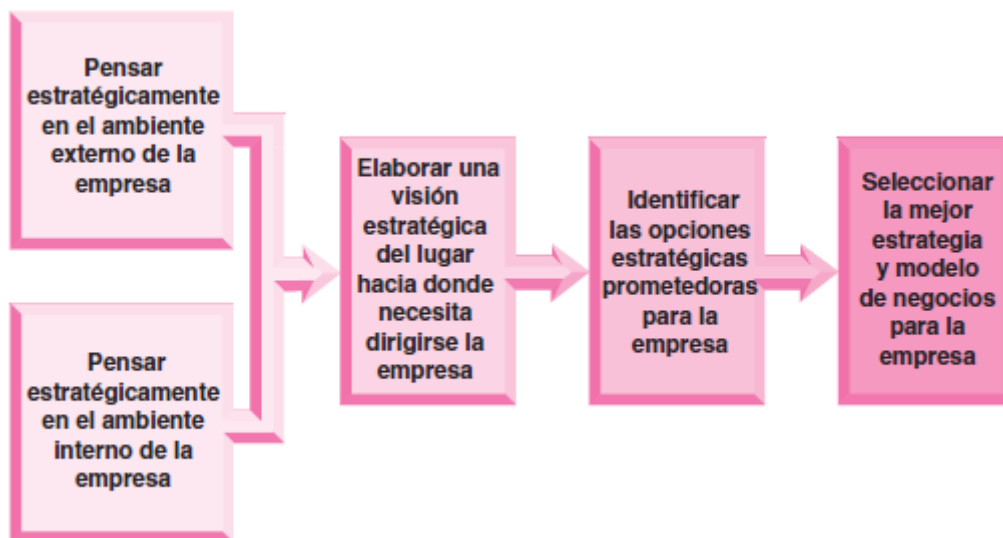 Pensar
estratégicamente
en el ambiente
externo de la
empresa
Pensar
estratégicamente
en el ambiente
interno de la
empresa
Elaborar una
visión
estratégica
del lugar
hacia donde
necesita
dirigirse la
empresa
Identificar
las opciones
estratégicas
prometedoras
para la
empresa
Seleccionar
la mejor
estrategia
y modelo
de negocios
para la
empresa